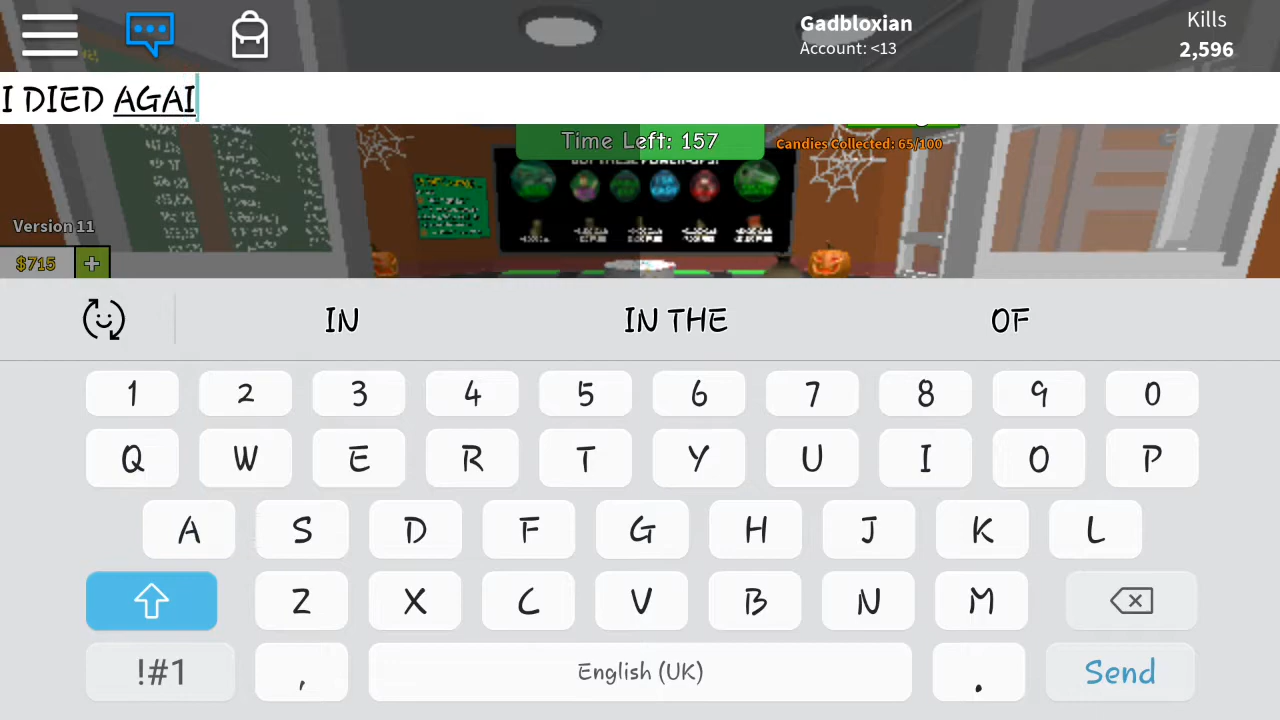 Gadbloxian
Account: <13
Kills
2,596
I DIED AGAI
Time Left: 157
Candies Collected: 65/100
Version 11
$715
+
IN
IN THE
OF
1 2 3 4 5 6 7 8 9 0
Q W E R T Y U I O P
A S D F G H J K L
Z X C V B N M
!#1 , English (UK) . Send